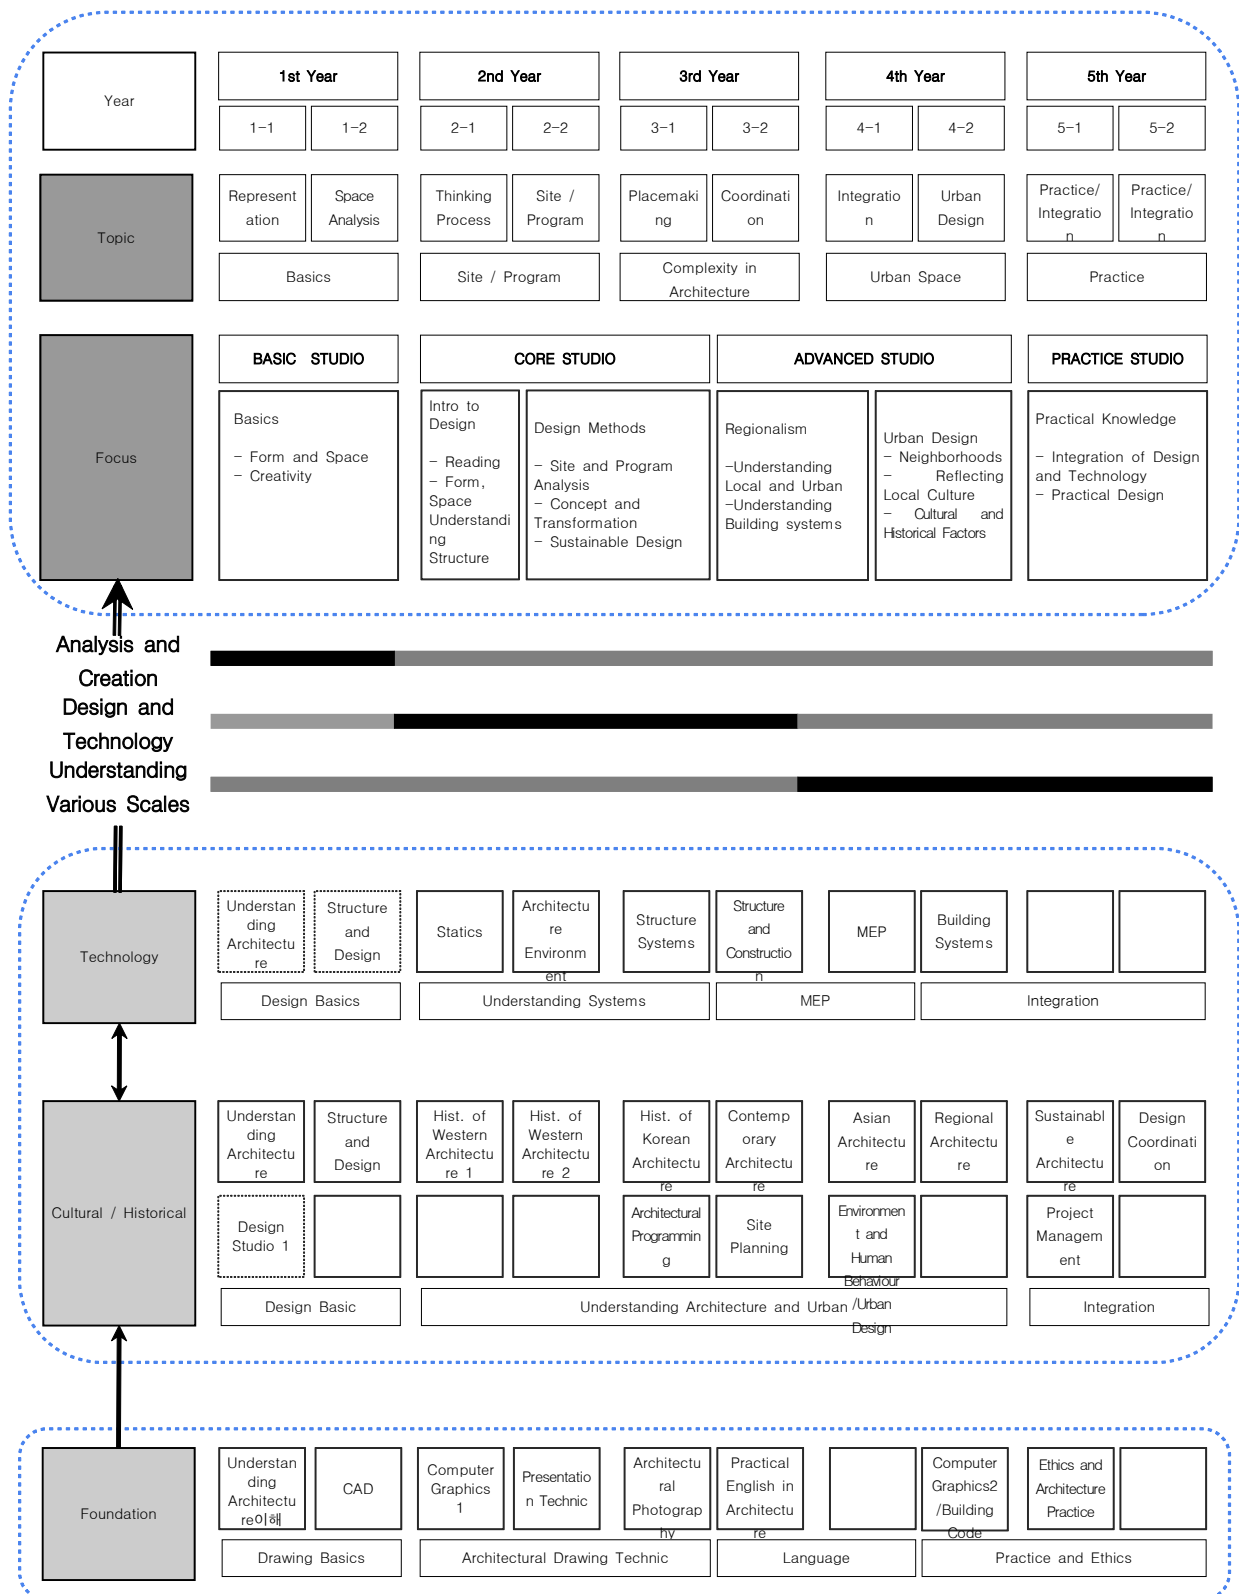 Year
1st Year
2nd Year
3rd Year
4th Year
5th Year
1-1
1-2
2-1
2-2
3-1
3-2
4-1
4-2
5-1
5-2
Topic
Represent
ation
Space
Analysis
Thinking
Process
Site /
Program
Placemaki
ng
Coordinati
on
Integratio
n
Urban
Design
Practice/
Integratio
n
Practice/
Integratio
n
Basics
Site / Program
Complexity in
Architecture
Urban Space
Practice
Focus
BASIC STUDIO
CORE STUDIO
ADVANCED STUDIO
PRACTICE STUDIO
Basics
- Form and Space
- Creativity
Intro to
Design
- Reading
- Form,
Space
Understandi
ng
Structure
Design Methods
- Site and Program
Analysis
- Concept and
Transformation
- Sustainable Design
Regionalism
-Understanding
Local and Urban
-Understanding
Building systems
Urban Design
- Neighborhoods
- Reflecting
Local Culture
- Cultural and
Historical Factors
Practical Knowledge
- Integration of Design
and Technology
- Practical Design
Analysis and
Creation
Design and
Technology
Understanding
Various Scales
Technology
Understan
ding
Architectu
re
Structure
and
Design
Statics
Architectu
re
Environm
ent
Structure
Systems
Structure
and
Constructio
n
MEP
Building
Systems
Design Basics
Understanding Systems
MEP
Integration
Cultural / Historical
Understan
ding
Architectu
re
Structure
and
Design
Hist. of
Western
Architectu
re 1
Hist. of
Western
Architectu
re 2
Hist. of
Korean
Architectu
re
Contemp
orary
Architectu
re
Asian
Architectu
re
Regional
Architectu
re
Sustainabl
e
Architectu
re
Design
Coordinati
on
Design
Studio 1
Architectural
Programmin
g
Site
Planning
Environmen
t and
Human
Behaviour
/Urban
Design
Project
Managem
ent
Design Basic
Understanding Architecture and Urban
Integration
Foundation
Understan
ding
Architectu
re이해
CAD
Computer
Graphics
1
Presentatio
n Technic
Architectu
ral
Photograp
hy
Practical
English in
Architectu
re
Computer
Graphics2
/Building
Code
Ethics and
Architecture
Practice
Drawing Basics
Architectural Drawing Technic
Language
Practice and Ethics